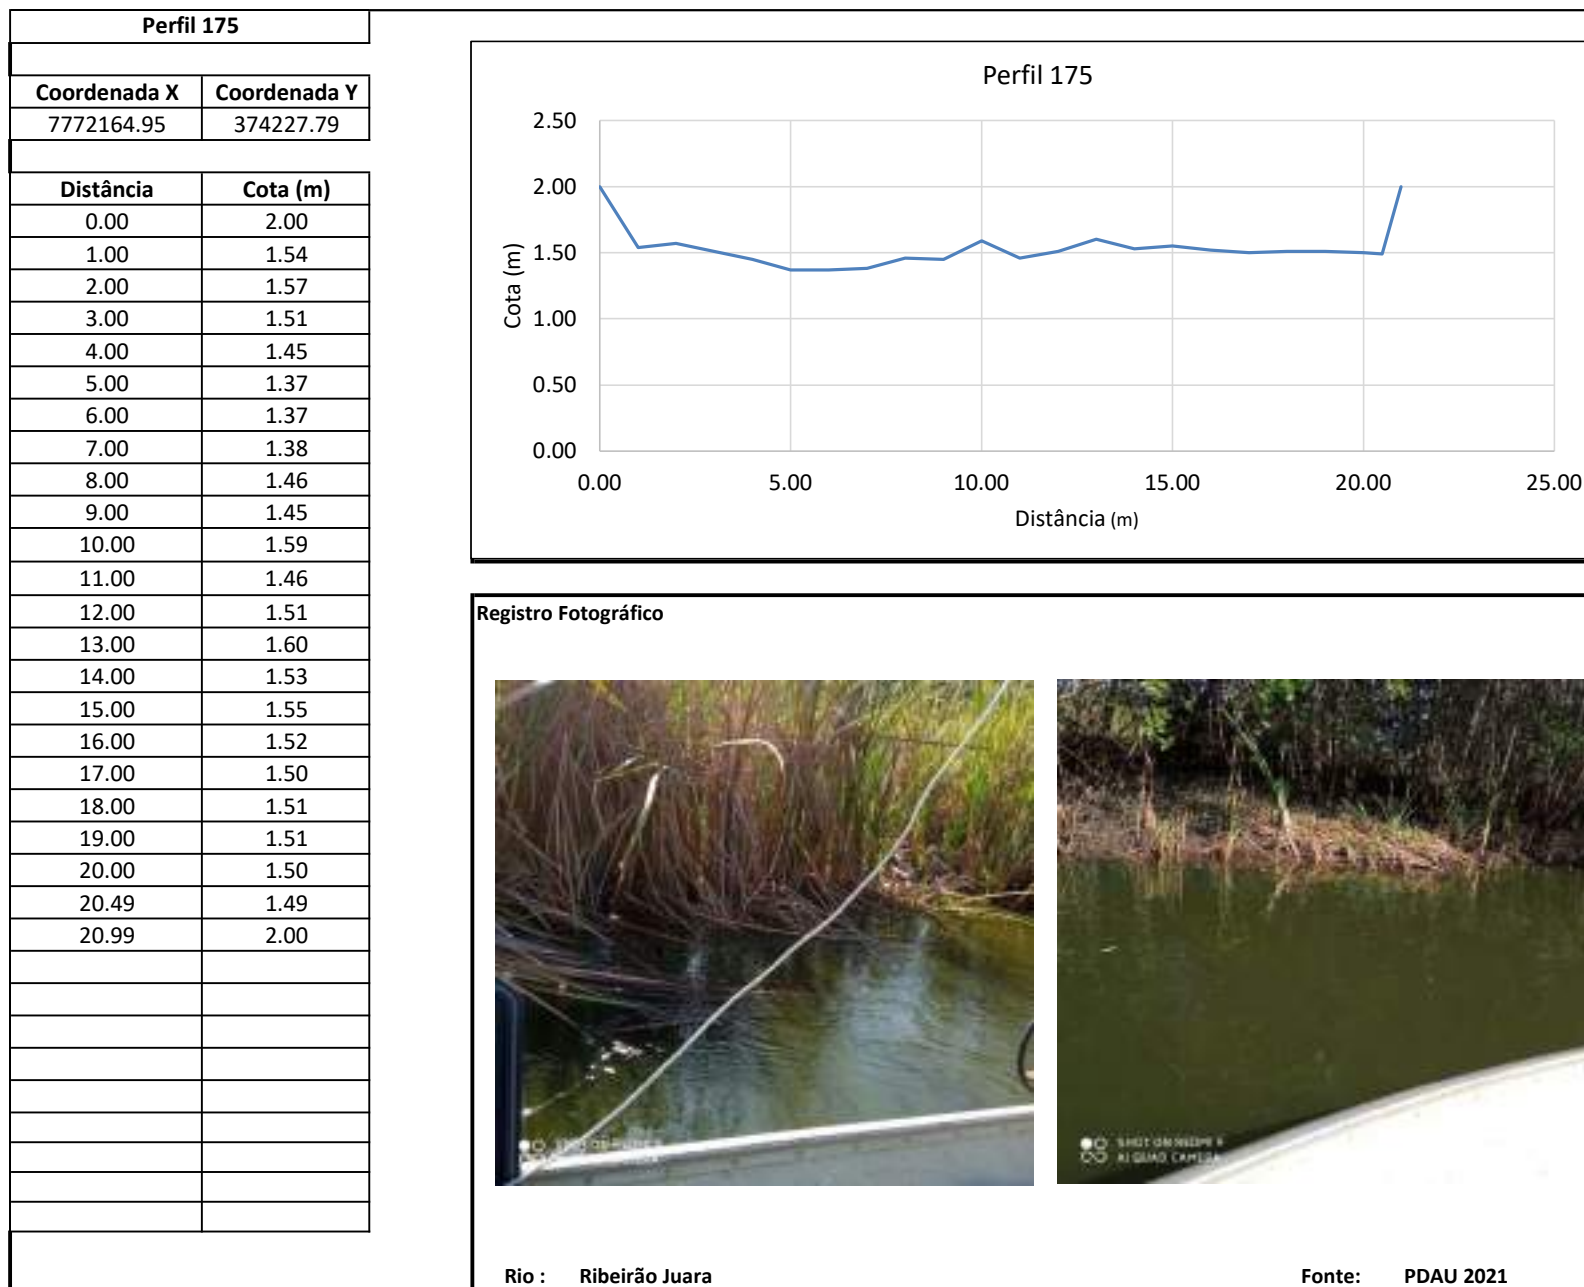 Perfil 175
Coordenada X Coordenada Y
7772164.95 374227.79
Distância Cota (m)
0.00 2.00
1.00 1.54
2.00 1.57
3.00 1.51
4.00 1.45
5.00 1.37
6.00 1.37
7.00 1.38
8.00 1.46
9.00 1.45
10.00 1.59
11.00 1.46
12.00 1.51
13.00 1.60
14.00 1.53
15.00 1.55
16.00 1.52
17.00 1.50
18.00 1.51
19.00 1.51
20.00 1.50
20.49 1.49
20.99 2.00
Perfil 175
2.50
2.00
1.50
1.00
0.50
0.00
Cota (m)
0.00 5.00 10.00 15.00 20.00 25.00
Distância (m)
Registro Fotográfico
SHOT ON REDMI
AI QUAD CAMERA
Rio : Ribeirão Juara Fonte: PDAU 2021